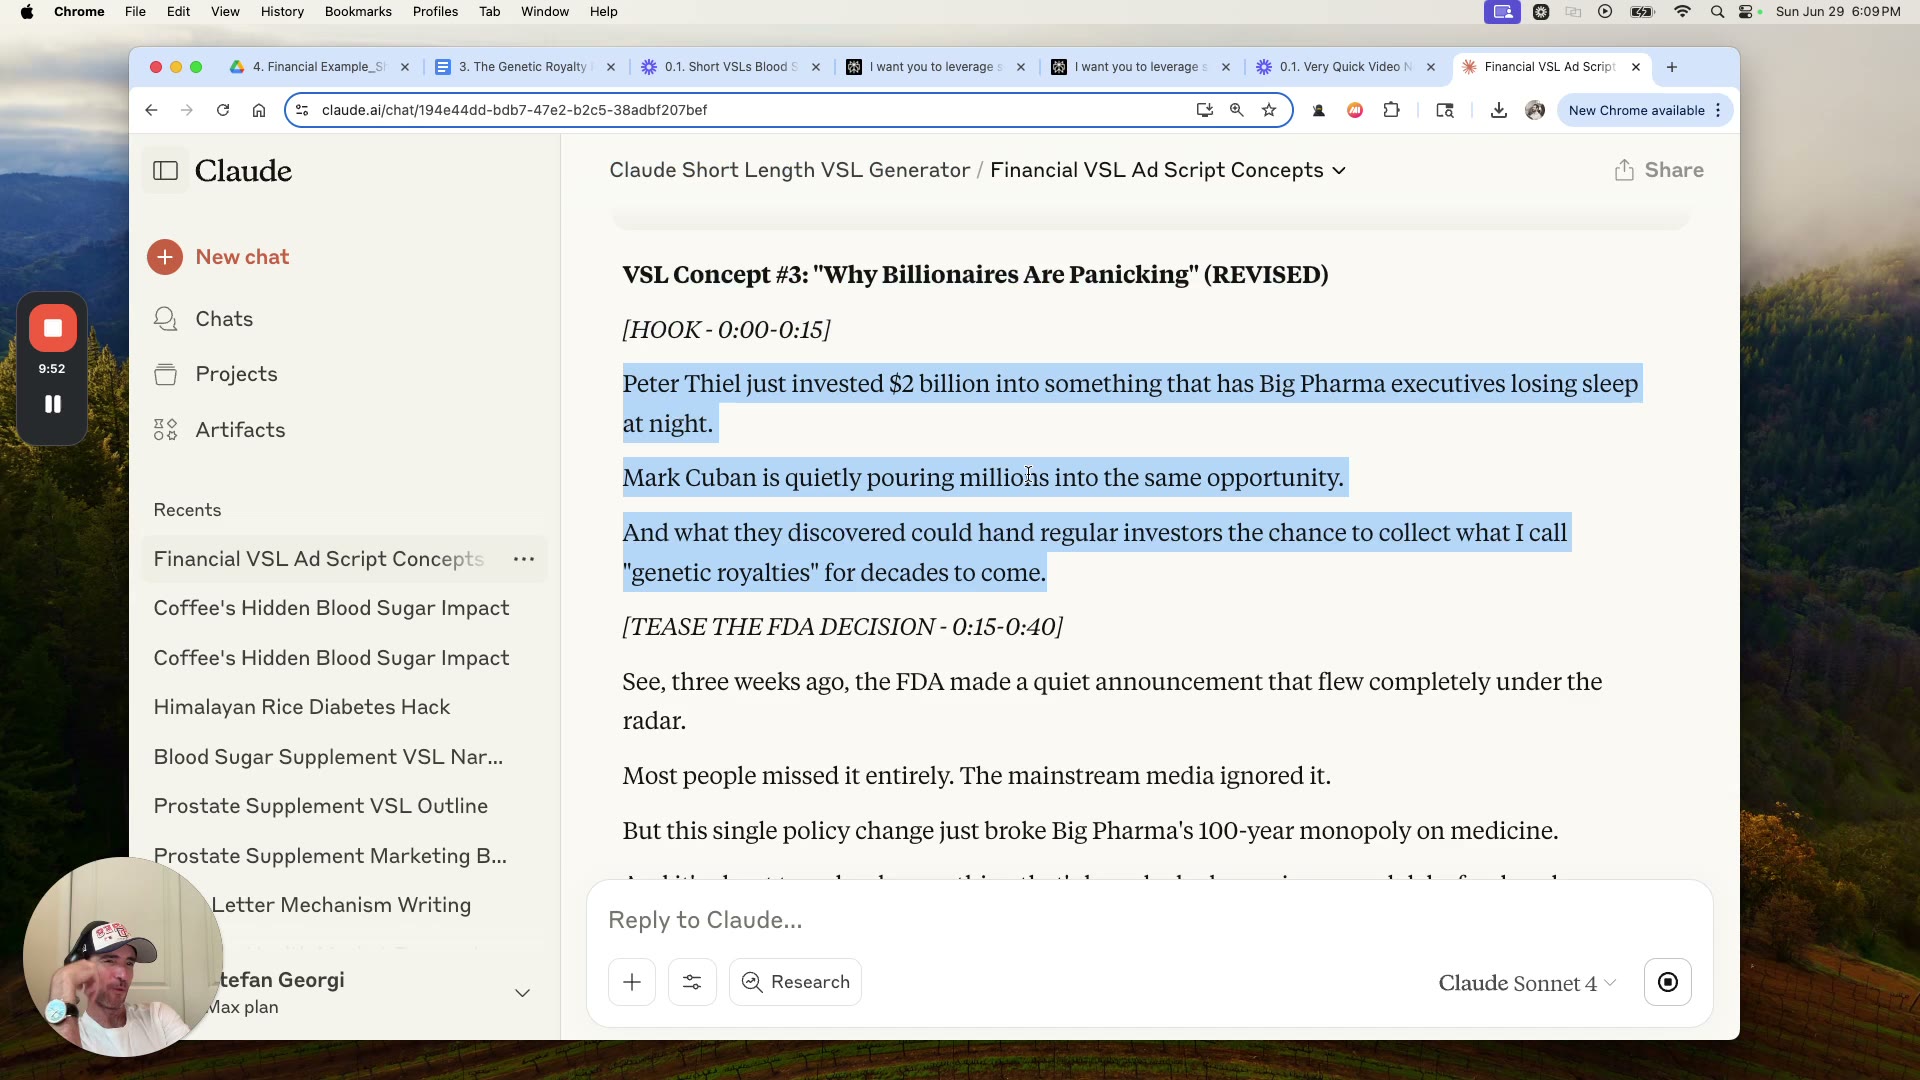 Chrome File Edit View History Bookmarks Profiles Tab Window Help Sun Jun 29 6:09 PM
4. Financial Example_S 3. The Genetic Royalty 0.1. Short VSLs Blood S I want you to leverage s I want you to leverage s 0.1. Very Quick Video N Financial VSL Ad Script
claude.ai/chat/194e44dd-bdb7-47e2-b2c5-38adbf207bef New Chrome available
Claude
Claude Short Length VSL Generator / Financial VSL Ad Script Concepts Share
New chat
Chats
Projects
Artifacts
9:52
Recents
Financial VSL Ad Script Concepts
Coffee's Hidden Blood Sugar Impact
Coffee's Hidden Blood Sugar Impact
Himalayan Rice Diabetes Hack
Blood Sugar Supplement VSL Nar...
Prostate Supplement VSL Outline
Prostate Supplement Marketing B...
Letter Mechanism Writing
tefan Georgi
Max plan
VSL Concept #3: "Why Billionaires Are Panicking" (REVISED)
[HOOK - 0:00-0:15]
Peter Thiel just invested $2 billion into something that has Big Pharma executives losing sleep
at night.
Mark Cuban is quietly pouring millions into the same opportunity.
And what they discovered could hand regular investors the chance to collect what I call
"genetic royalties" for decades to come.
[TEASE THE FDA DECISION - 0:15-0:40]
See, three weeks ago, the FDA made a quiet announcement that flew completely under the
radar.
Most people missed it entirely. The mainstream media ignored it.
But this single policy change just broke Big Pharma's 100-year monopoly on medicine.
Reply to Claude...
Research
Claude Sonnet 4